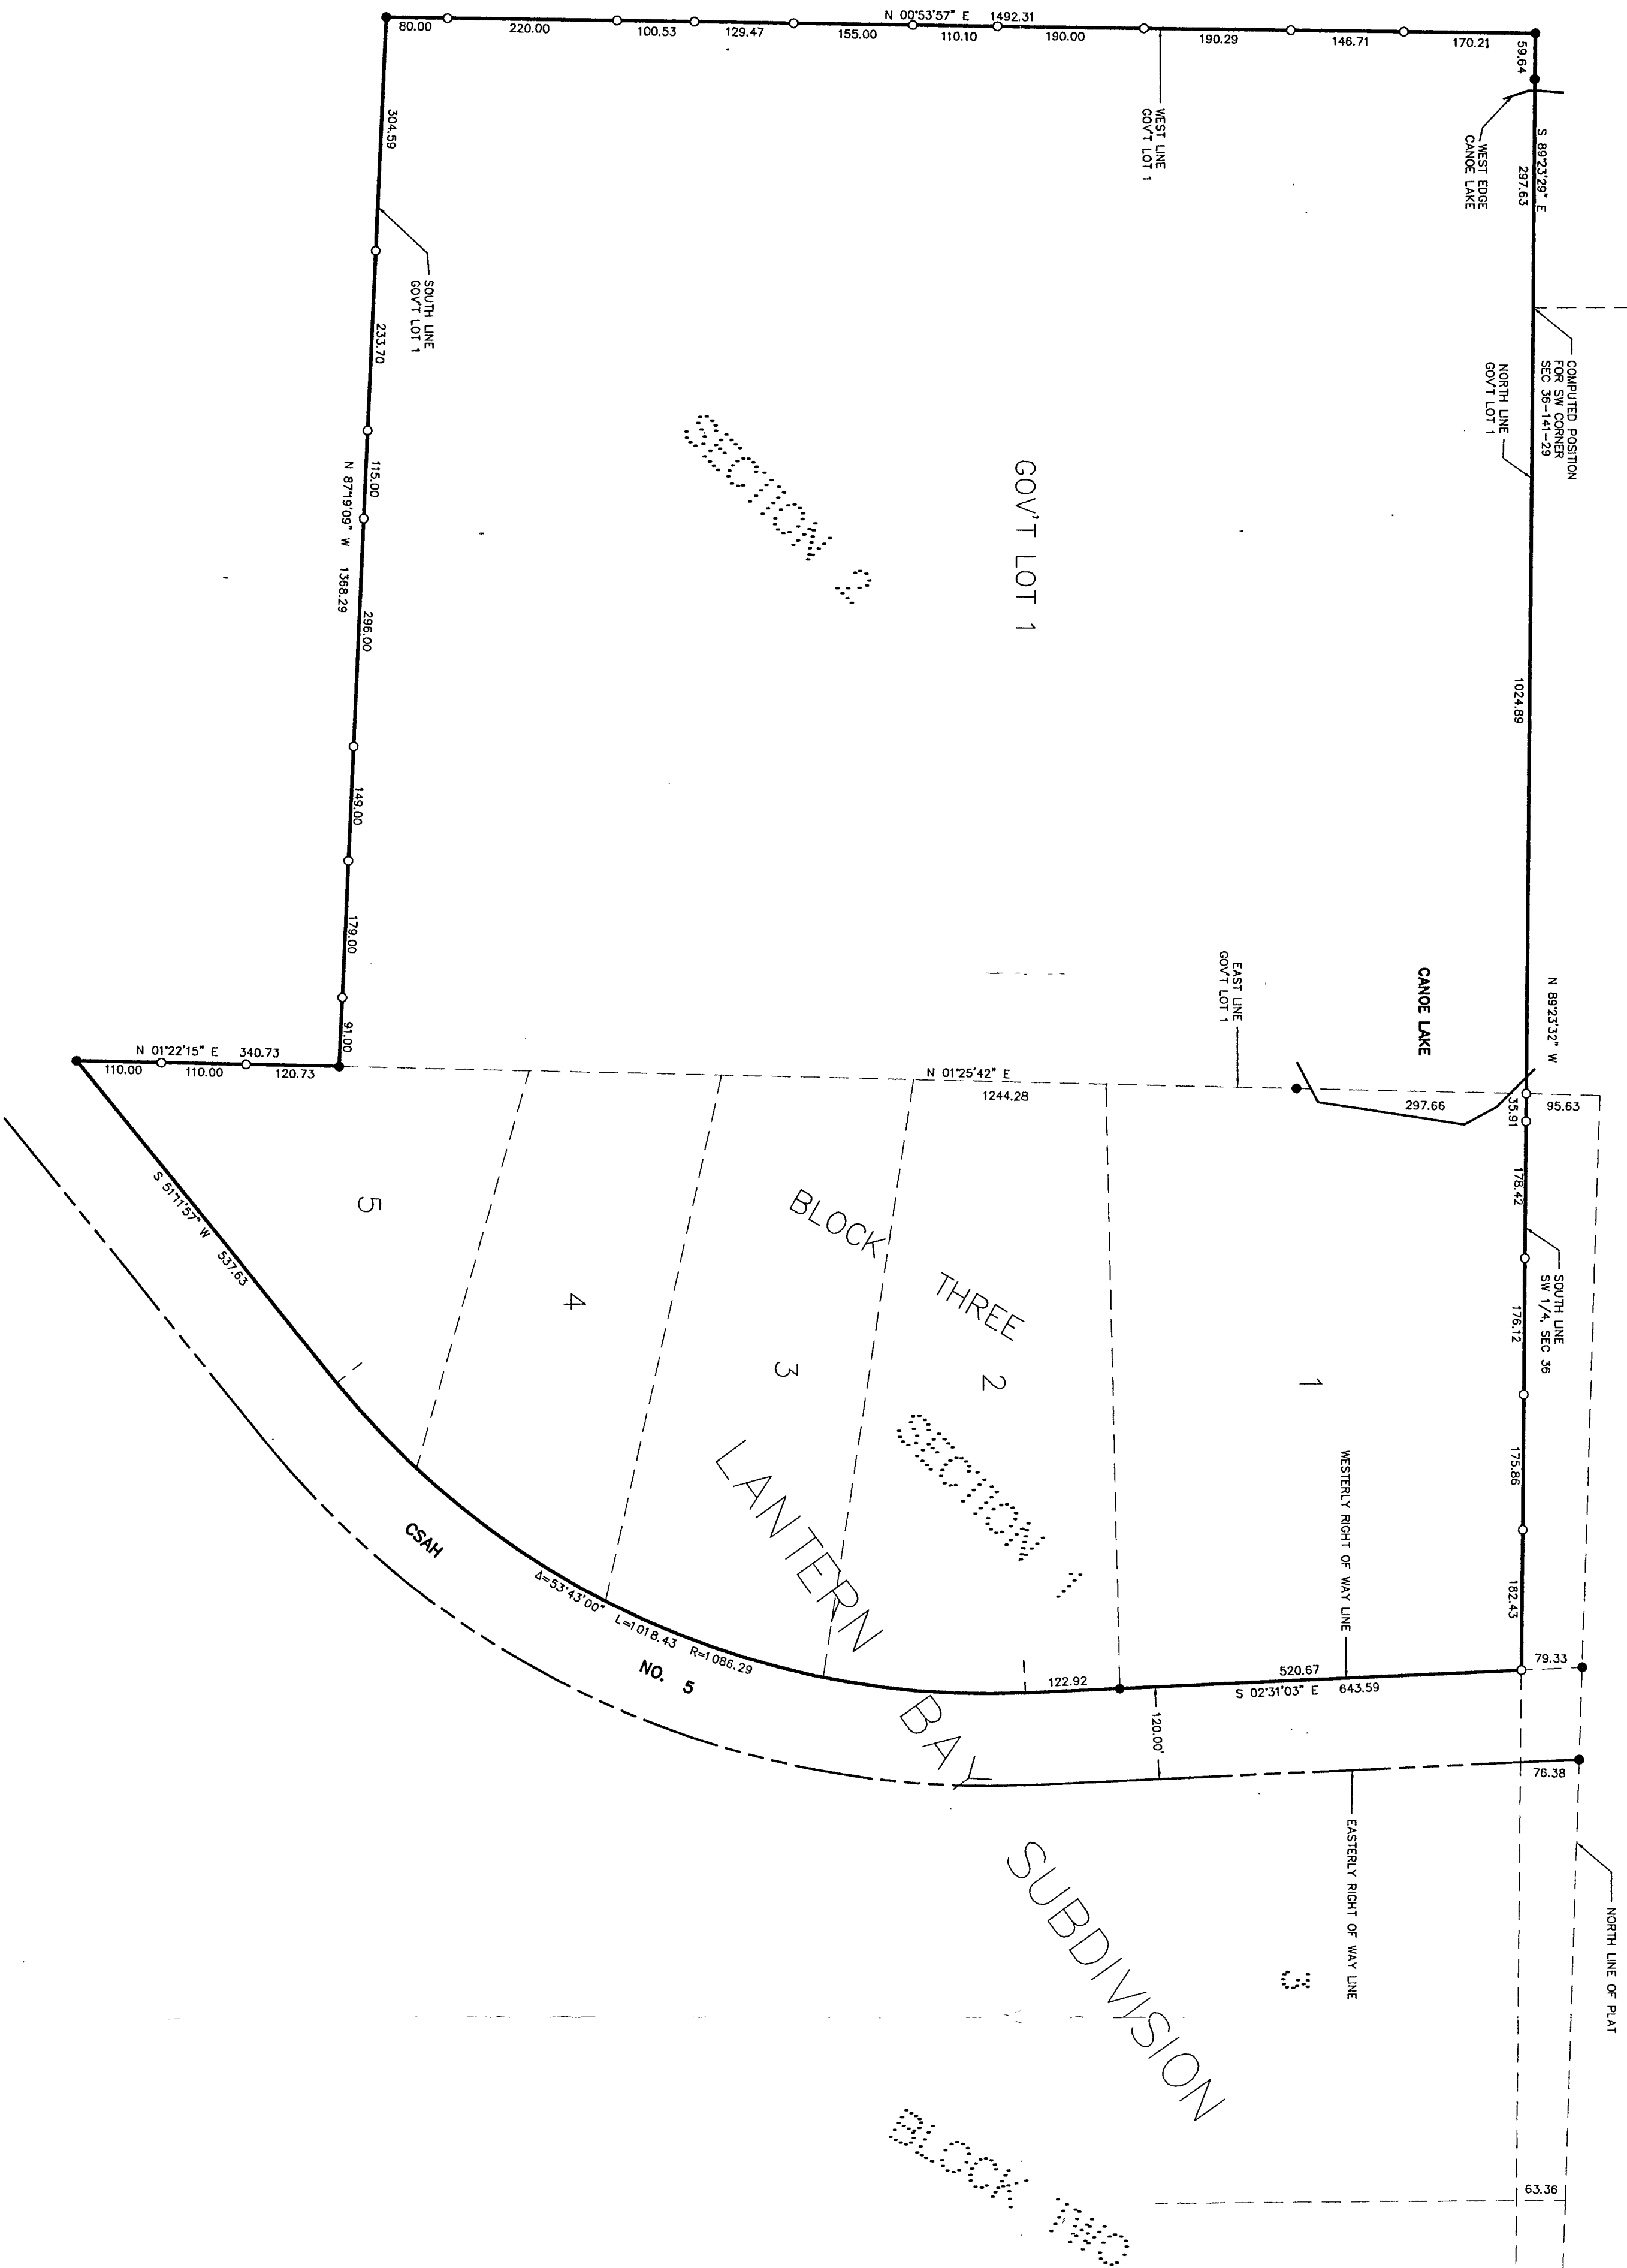 N 00°53'57" E 1492.31
80.00
220.00
100.53
129.47
155.00
110.10
190.00
190.29
146.71
170.21
59.64
S 89°23'29" E
297.63
WEST EDGE
CANOE LAKE
WEST LINE
GOV'T LOT 1
COMPUTED POSITION
FOR SW CORNER
SEC 36-141-29
NORTH LINE
GOV'T LOT 1
1024.89
N 89°23'32" W
304.59
SOUTH LINE
GOV'T LOT 1
233.70
115.00
N 87°19'09" W 1368.29
296.00
149.00
179.00
91.00
SECTION 2
GOV'T LOT 1
EAST LINE
GOV'T LOT 1
CANOE LAKE
N 01°22'15" E 340.73
110.00
110.00
120.73
N 01°25'42" E
1244.28
297.66
35.91
95.63
178.42
SOUTH LINE
SW 1/4, SEC 36
176.12
175.86
182.43
79.33
76.38
S 51°11'57" W 537.63
5
4
3
2
1
BLOCK THREE
SECTION 1
LANTERN BAY SUBDIVISION
WESTERLY RIGHT OF WAY LINE
520.67
S 02°31'03" E 643.59
122.92
120.00'
CSAH NO. 5
Δ=53°43'00" L=1018.43 R=1086.29
EASTERLY RIGHT OF WAY LINE
NORTH LINE OF PLAT
3
63.36
BLOCK TWO